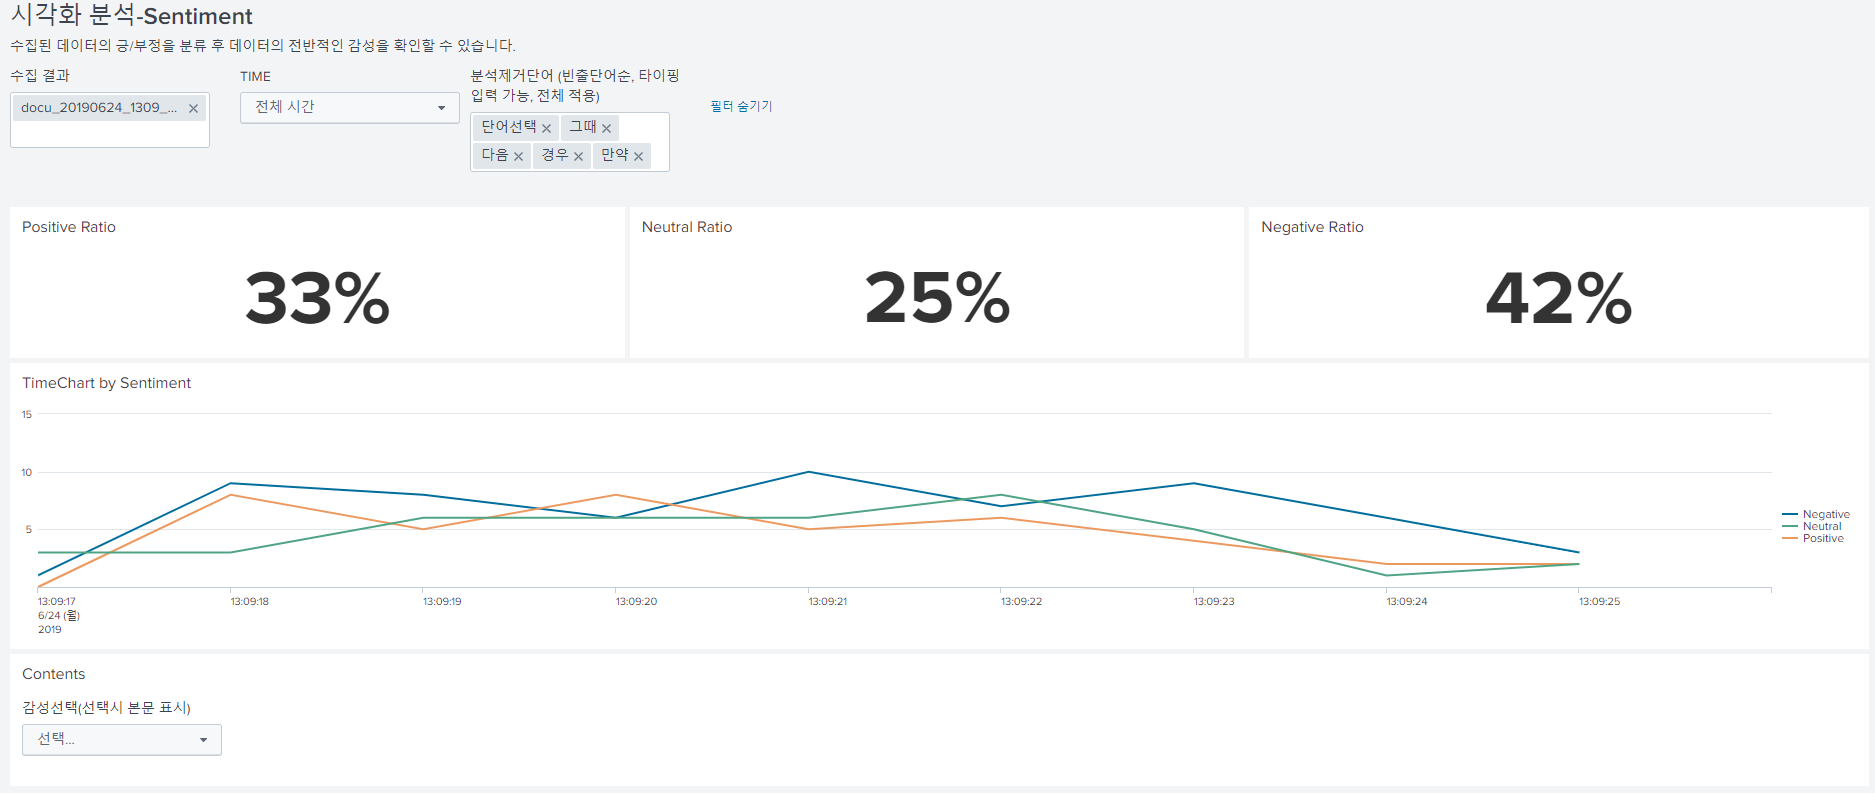 시각화 분석-Sentiment
수집된 데이터의 긍/부정을 분류 후 데이터의 전반적인 감성을 확인할 수 있습니다.
수집 결과
docu_20190624_1309_...
TIME
전체 시간
분석제거단어 (빈출단어순, 타이핑
입력 가능, 전체 적용)
단어선택 그때
다음 경우 만약
필터 숨기기
Positive Ratio
33%
Neutral Ratio
25%
Negative Ratio
42%
TimeChart by Sentiment
15
10
5
13:09:17
6/24 (월)
2019
13:09:18
13:09:19
13:09:20
13:09:21
13:09:22
13:09:23
13:09:24
13:09:25
Negative
Neutral
Positive
Contents
감성선택(선택시 본문 표시)
선택...